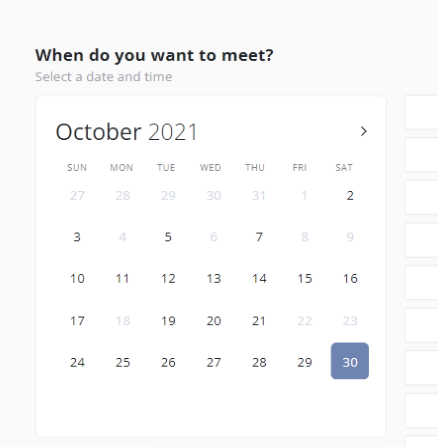 When do you want to meet?
Select a date and time
October 2021
SUN MON TUE WED THU FRI SAT
27 28 29 30 31 1 2
3 4 5 6 7 8 9
10 11 12 13 14 15 16
17 18 19 20 21 22 23
24 25 26 27 28 29 30